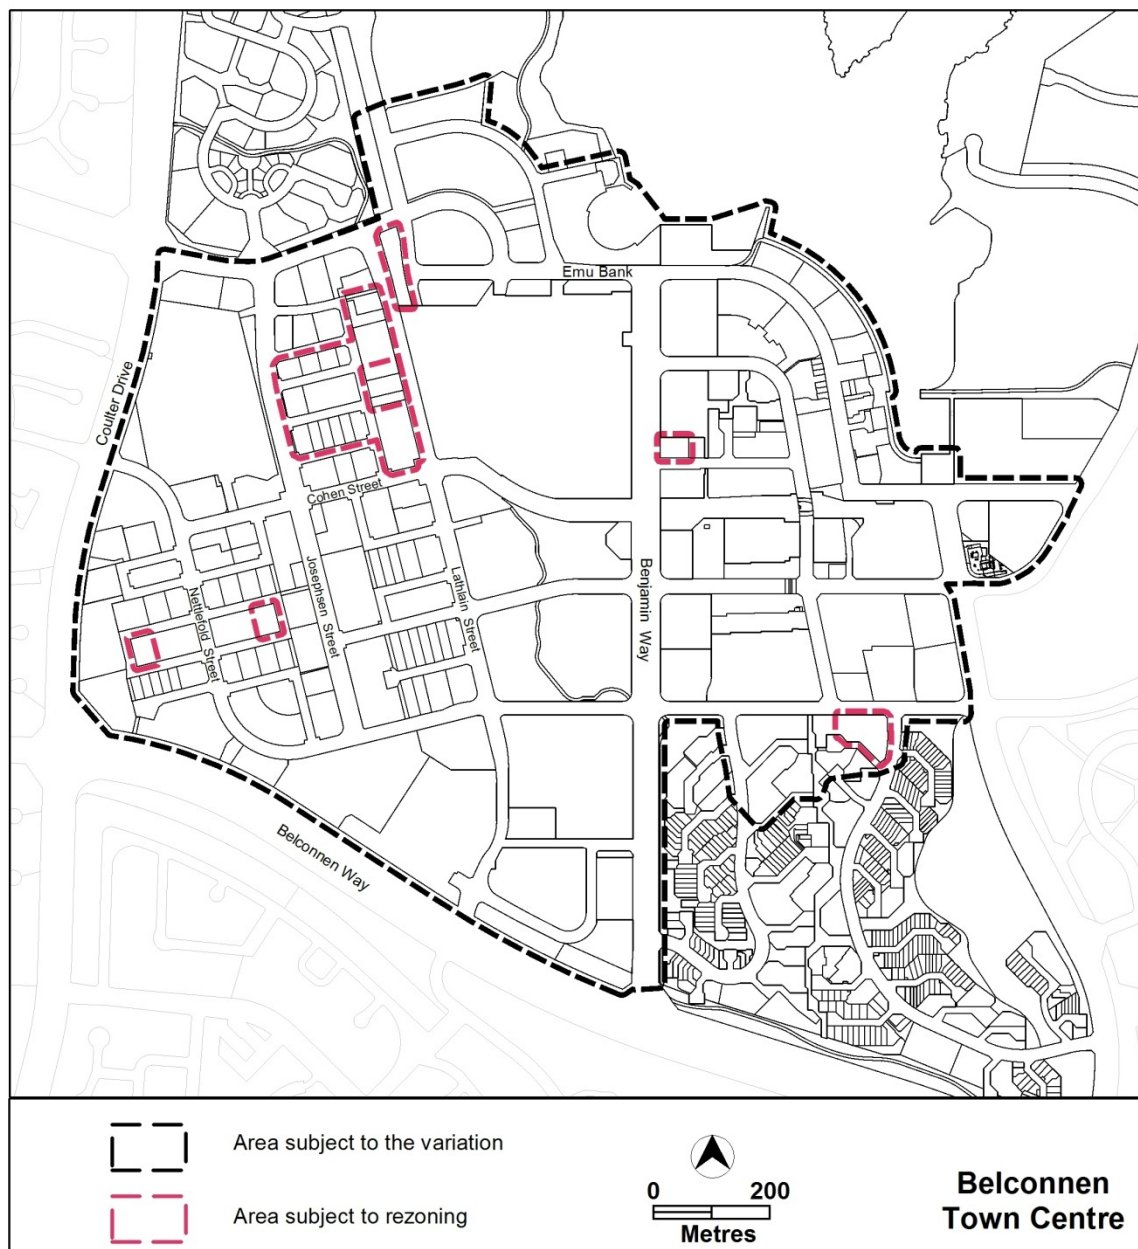 Emu Bank
Coulter Drive
Cohen Street
Josephsen Street
Lathlain Street
Nettlefold Street
Benjamin Way
Belconnen Way
Area subject to the variation
Area subject to rezoning
0 200
Metres
Belconnen
Town Centre